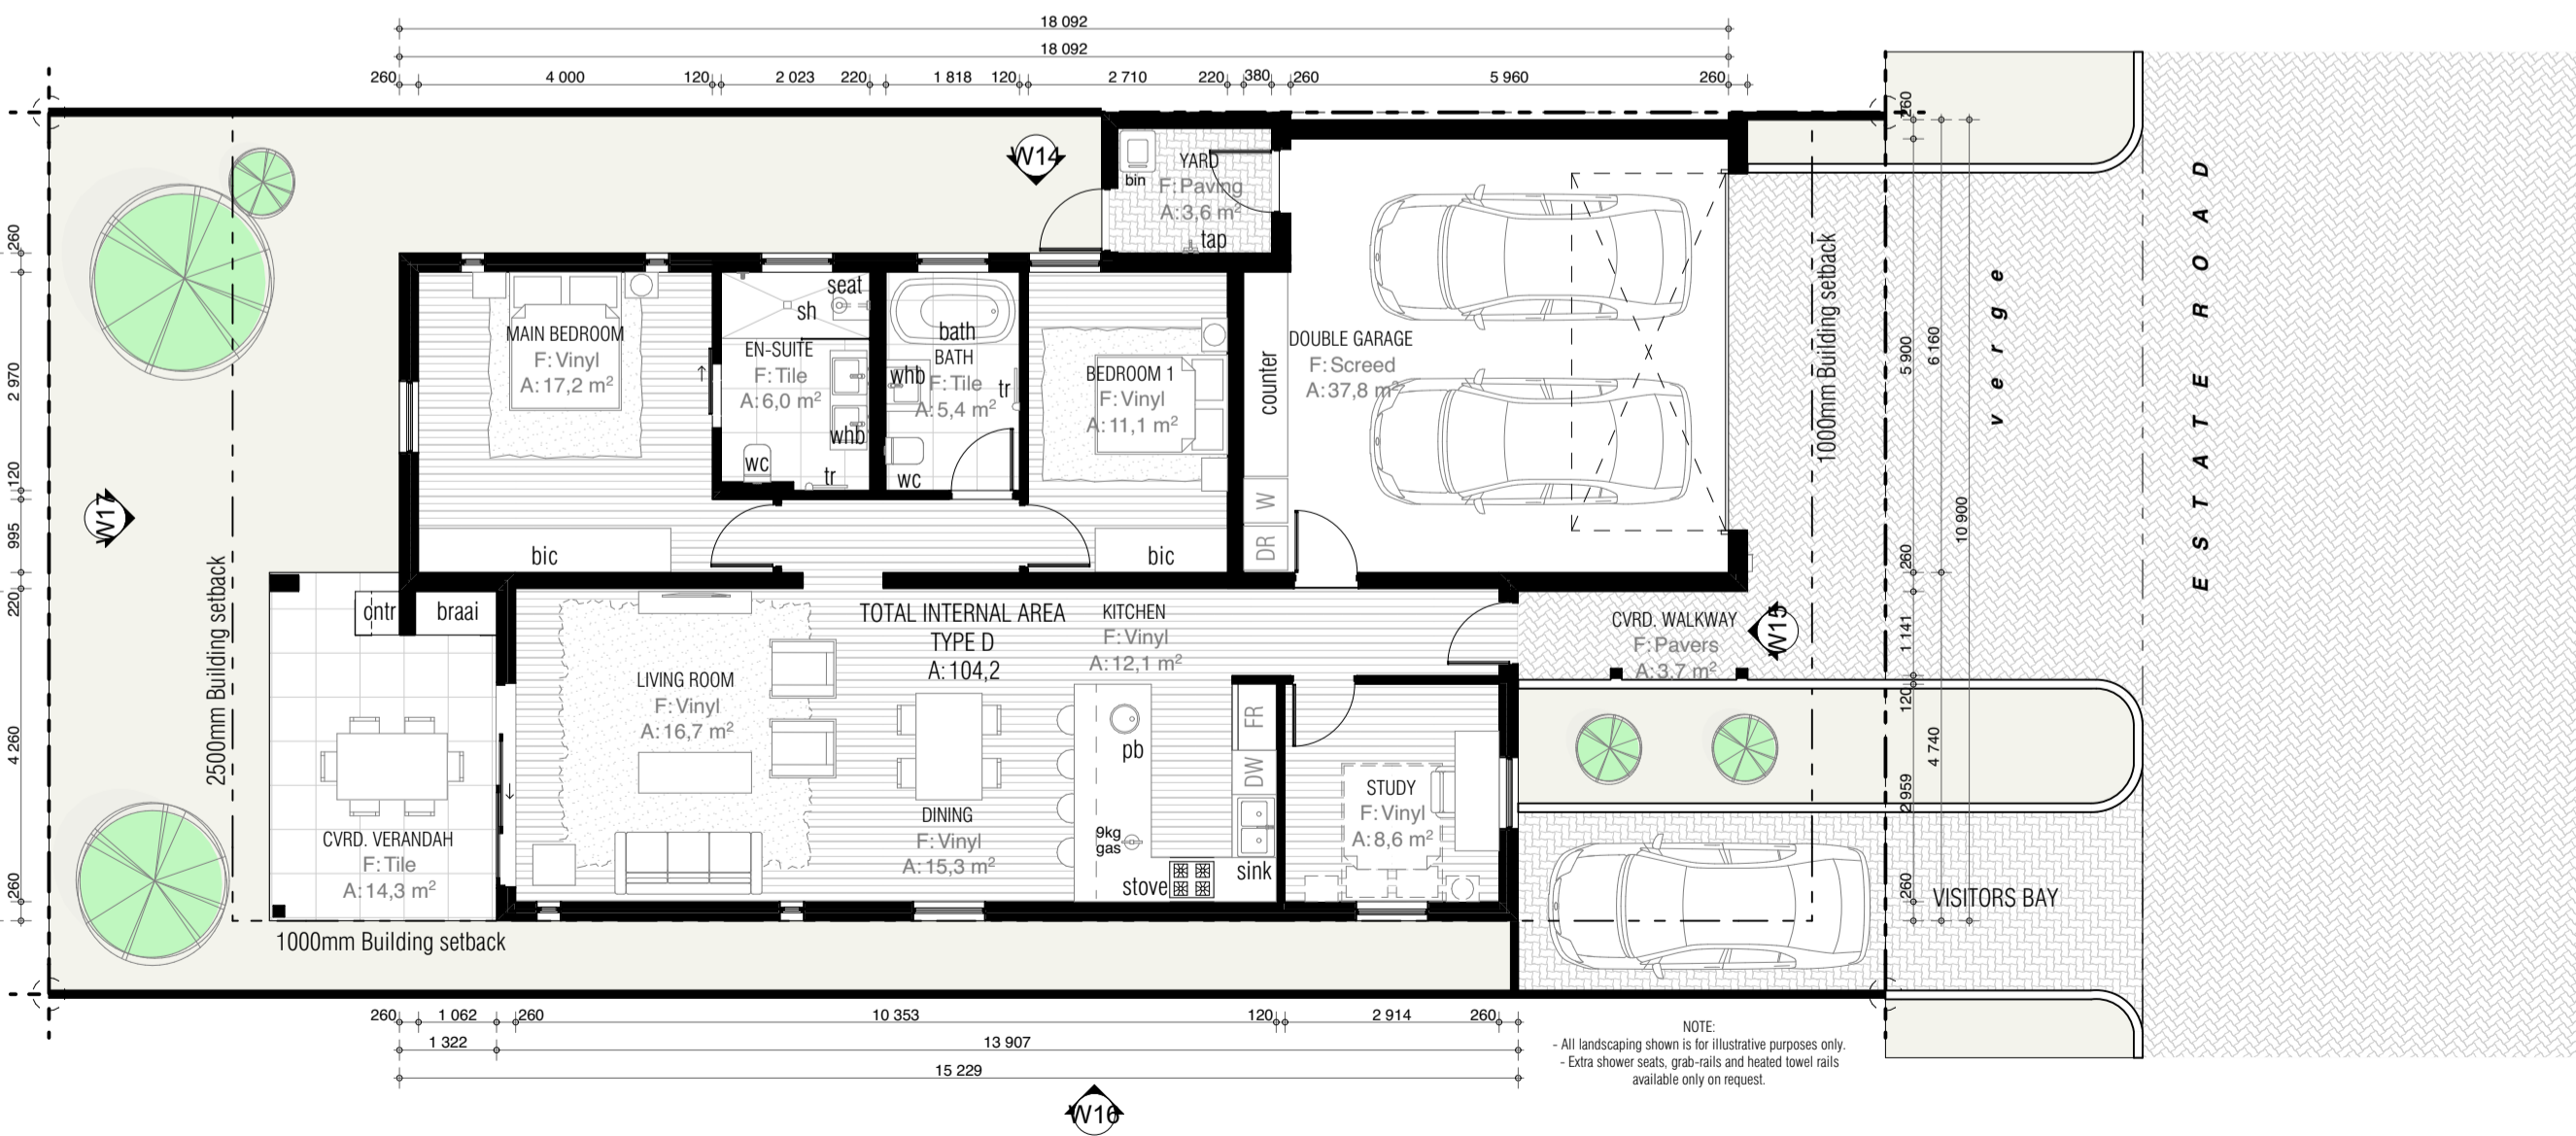 18 092
18 092
260 4 000 120 2 023 220 1 818 120 2 710 220 380 260 5 960 260
W14
YARD
F: Paving
A: 3,6 m²
bin
tap
MAIN BEDROOM
F: Vinyl
A: 17,2 m²
bic
seat
sh
EN-SUITE
F: Tile
A: 6,0 m²
whb
wc
tr
bath
BATH
F: Tile
A: 5,4 m²
whb
tr
wc
BEDROOM 1
F: Vinyl
A: 11,1 m²
bic
counter
W
DR
DOUBLE GARAGE
F: Screed
A: 37,8 m²
1000mm Building setback
verge
ESTATE ROAD
260
5 900
260
1 141
120
2 959
260
6 160
4 740
10 900
260
2 970
120
995
220
4 260
260
W17
2500mm Building setback
cntr
braai
CVRD. VERANDAH
F: Tile
A: 14,3 m²
1000mm Building setback
LIVING ROOM
F: Vinyl
A: 16,7 m²
TOTAL INTERNAL AREA
TYPE D
A: 104,2
KITCHEN
F: Vinyl
A: 12,1 m²
DINING
F: Vinyl
A: 15,3 m²
pb
9kg
gas
stove
sink
FR
DW
STUDY
F: Vinyl
A: 8,6 m²
CVRD. WALKWAY
F: Pavers
A: 3,7 m²
W15
VISITORS BAY
260 1 062 260 10 353 120 2 914 260
1 322 13 907
15 229
W16
NOTE:
- All landscaping shown is for illustrative purposes only.
- Extra shower seats, grab-rails and heated towel rails
available only on request.